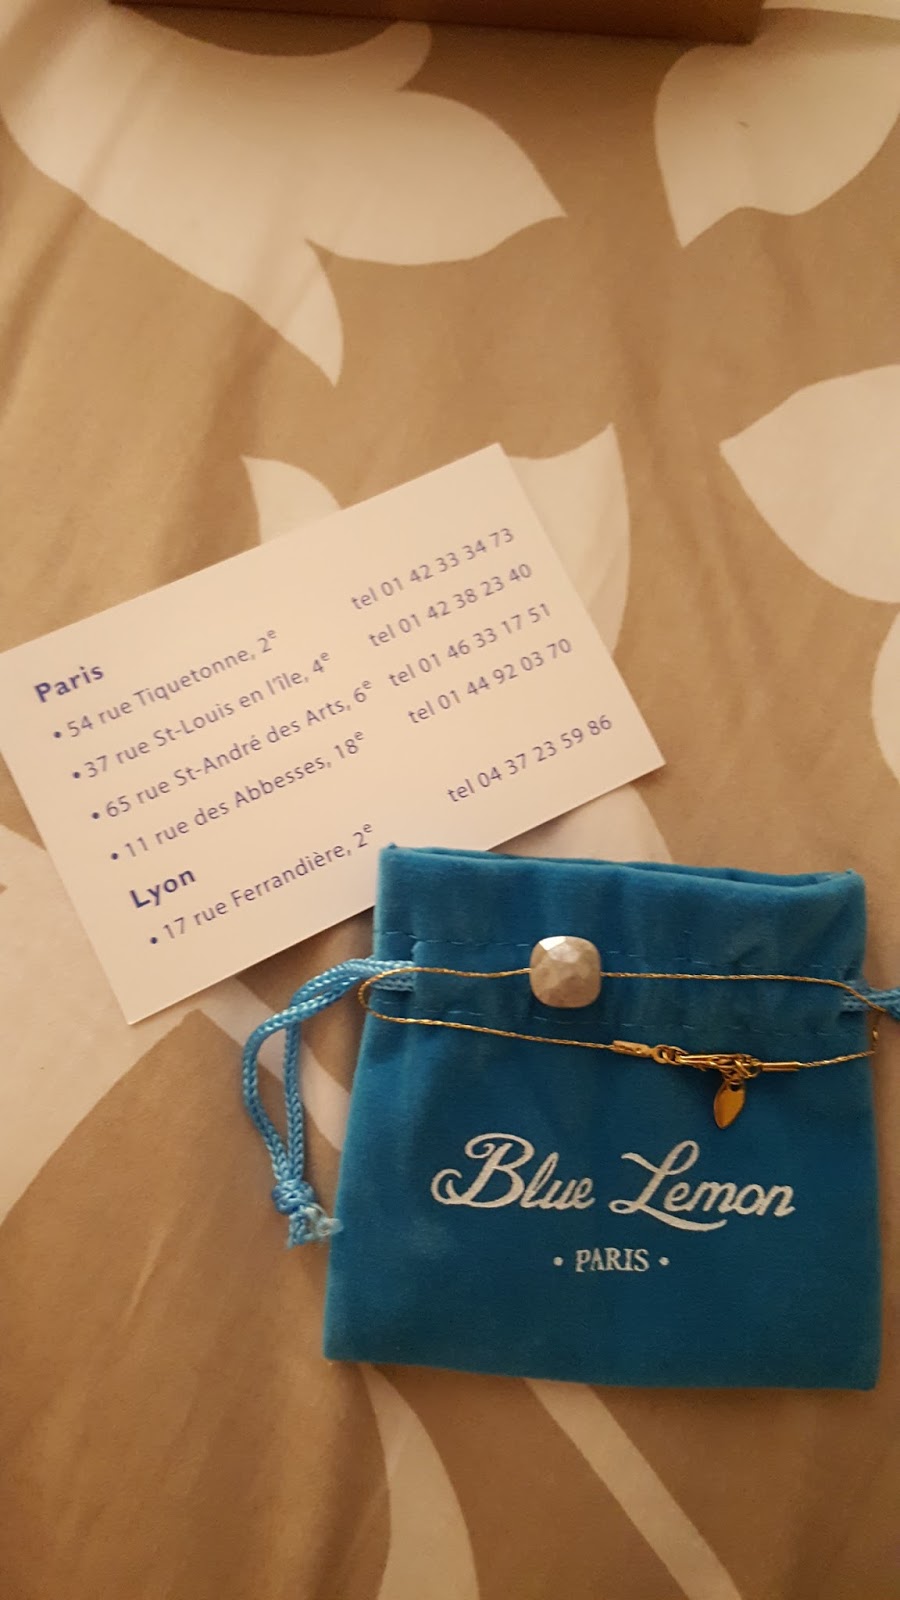 Paris
• 54 rue Tiquetonne, 2e tel 01 42 33 34 73
• 37 rue St-Louis en l'île, 4e tel 01 42 38 23 40
• 65 rue St-André des Arts, 6e tel 01 46 33 17 51
• 11 rue des Abbesses, 18e tel 01 44 92 03 70
Lyon
• 17 rue Ferrandière, 2e tel 04 37 23 59 86
Blue Lemon
• PARIS •